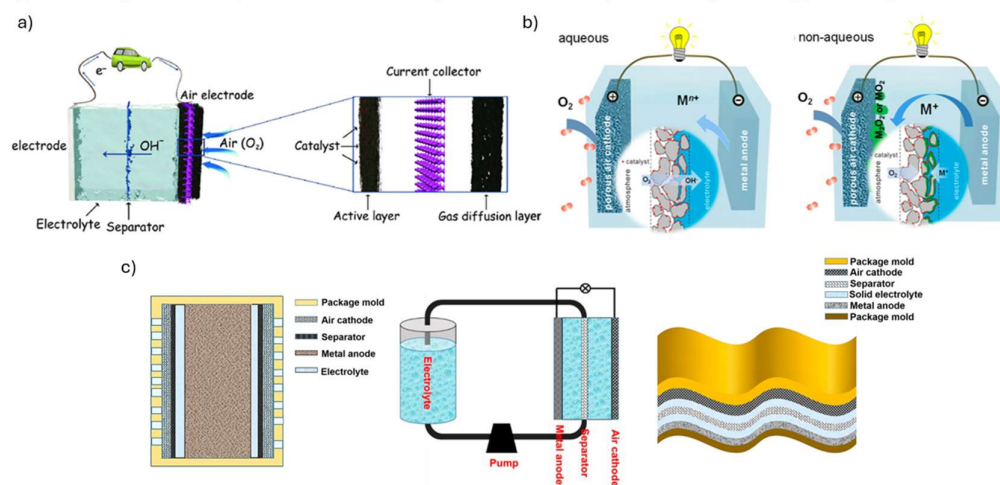 a)
e⁻
Air electrode
electrode
OH⁻
Air (O₂)
Electrolyte
Separator
Current collector
Catalyst
Active layer
Gas diffusion layer
b)
aqueous
O₂
+
−
Mⁿ⁺
porous air cathode
metal anode
• catalyst
atmosphere
O₂
OH⁻
electrolyte
non-aqueous
O₂
+
−
M₂O₂ or MO₂
M⁺
porous air cathode
metal anode
• catalyst
atmosphere
O₂
M⁺
electrolyte
c)
Package mold
Air cathode
Separator
Metal anode
Electrolyte
Electrolyte
Pump
Metal anode
Separator
Air cathode
Package mold
Air cathode
Separator
Solid electrolyte
Metal anode
Package mold